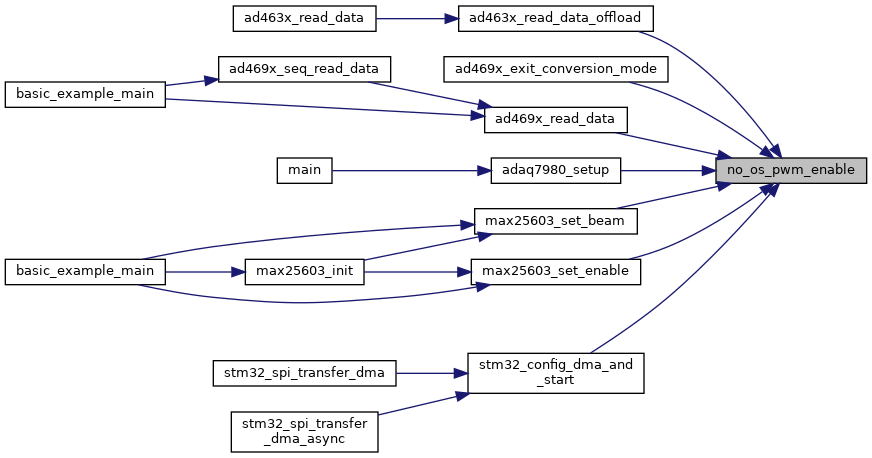 ad463x_read_data
ad463x_read_data_offload
ad469x_seq_read_data
ad469x_exit_conversion_mode
basic_example_main
ad469x_read_data
main
adaq7980_setup
no_os_pwm_enable
max25603_set_beam
basic_example_main
max25603_init
max25603_set_enable
stm32_spi_transfer_dma
stm32_config_dma_and
_start
stm32_spi_transfer
_dma_async